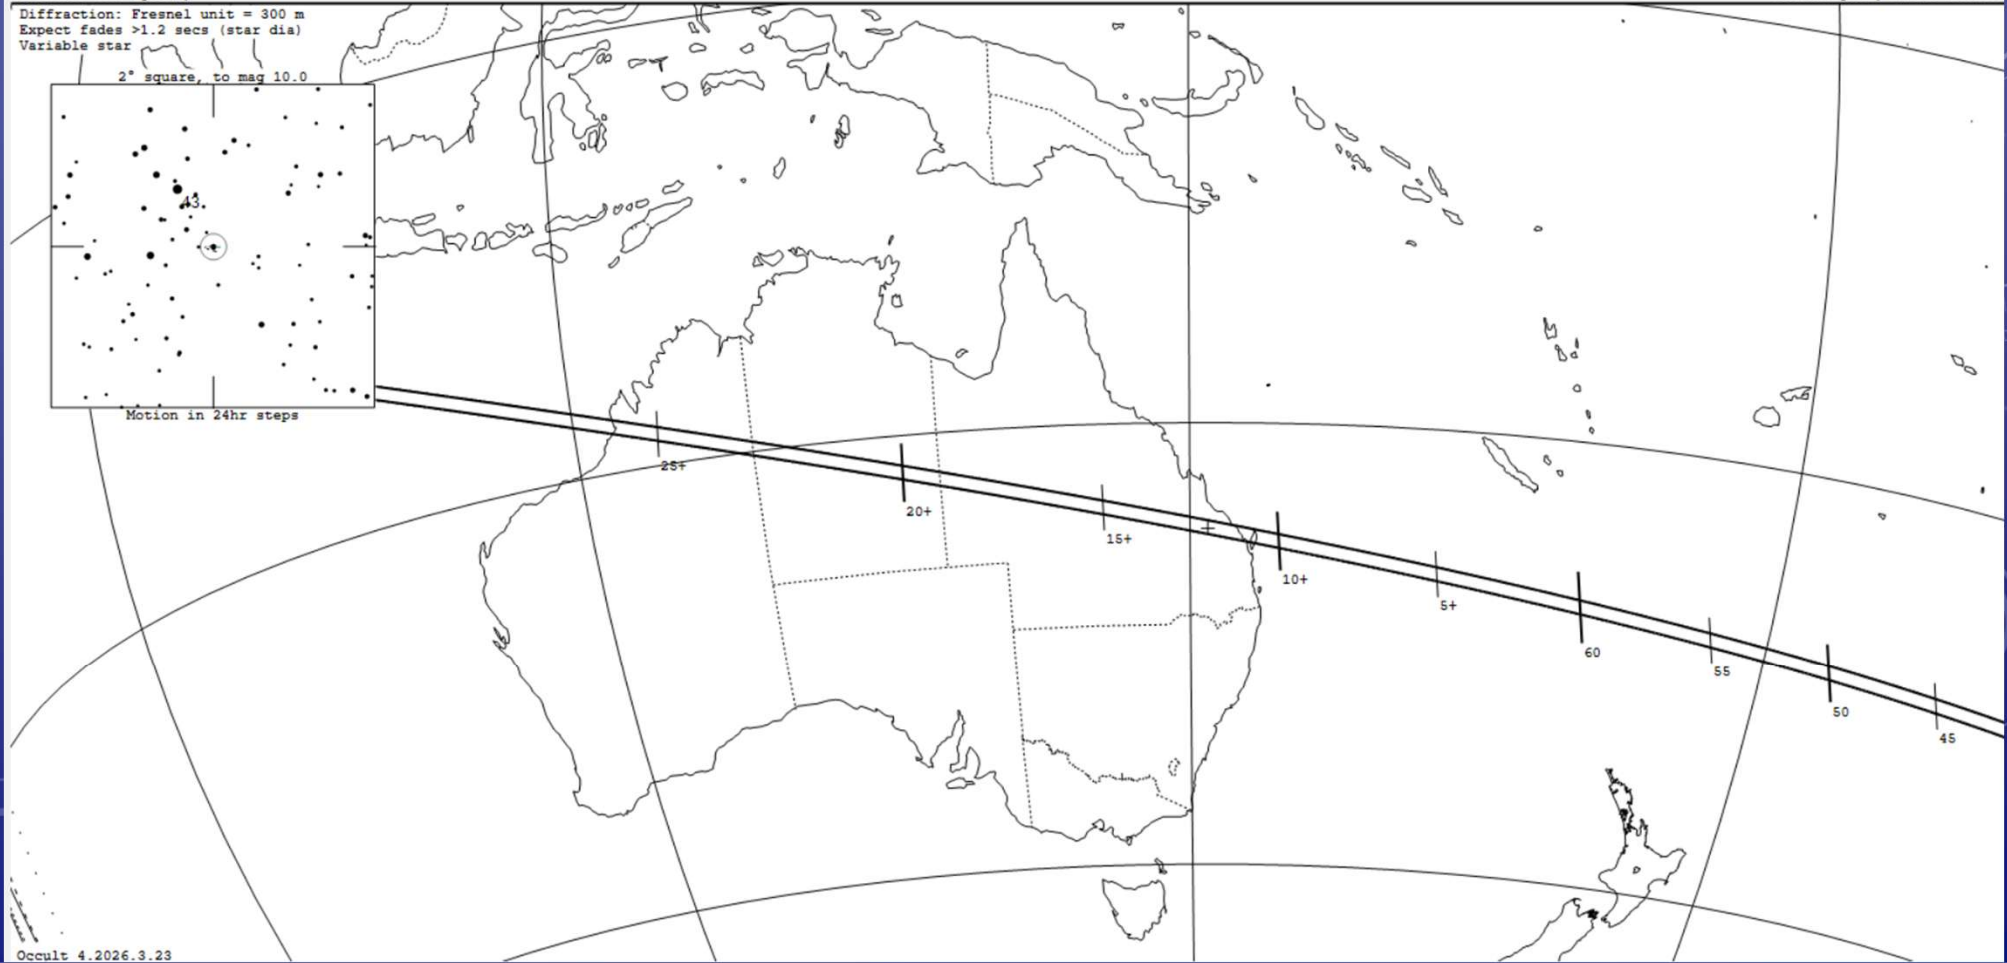 Diffraction: Fresnel unit = 300 m
Expect fades >1.2 secs (star dia)
Variable star
2° square, to mag 10.0
43
Motion in 24hr steps
25+
20+
15+
10+
5+
60
55
50
45
Occult 4.2026.3.23